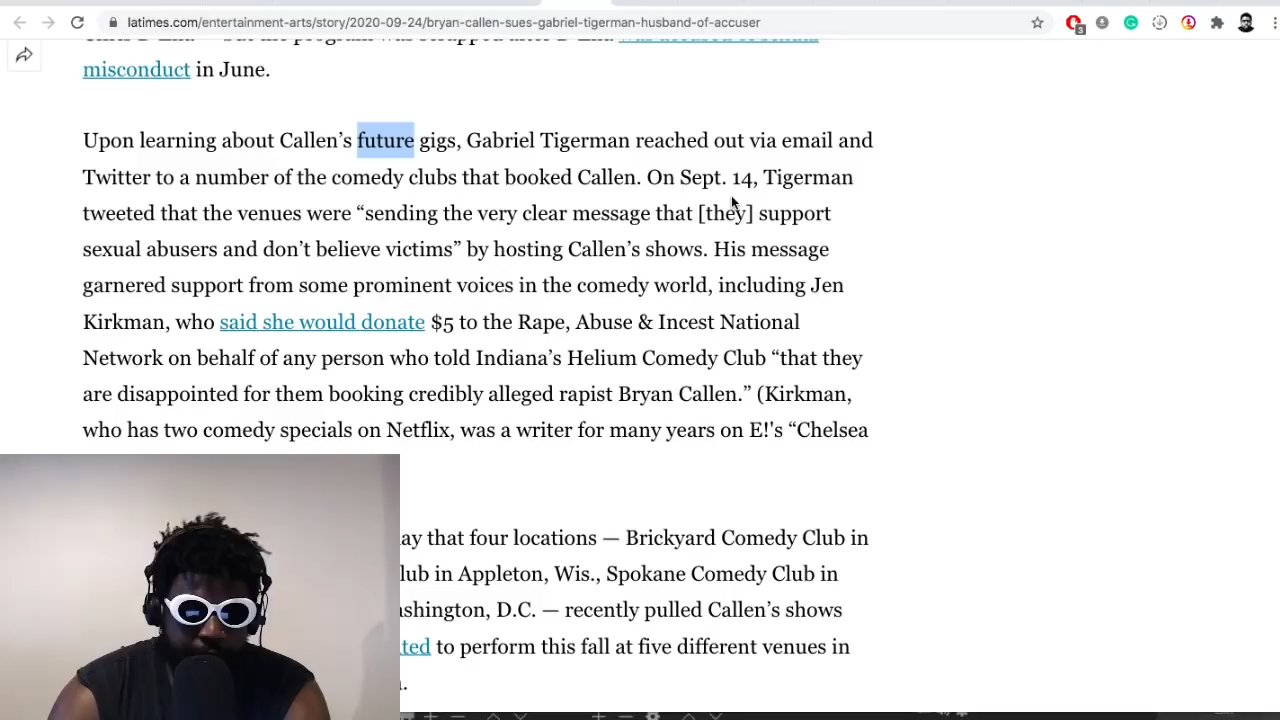 latimes.com/entertainment-arts/story/2020-09-24/bryan-callen-sues-gabriel-tigerman-husband-of-accuser
3
misconduct in June.
Upon learning about Callen’s future gigs, Gabriel Tigerman reached out via email and
Twitter to a number of the comedy clubs that booked Callen. On Sept. 14, Tigerman
tweeted that the venues were “sending the very clear message that [they] support
sexual abusers and don’t believe victims” by hosting Callen’s shows. His message
garnered support from some prominent voices in the comedy world, including Jen
Kirkman, who said she would donate $5 to the Rape, Abuse & Incest National
Network on behalf of any person who told Indiana’s Helium Comedy Club “that they
are disappointed for them booking credibly alleged rapist Bryan Callen.” (Kirkman,
who has two comedy specials on Netflix, was a writer for many years on E!'s “Chelsea
that four locations — Brickyard Comedy Club in
in Appleton, Wis., Spokane Comedy Club in
D.C. — recently pulled Callen’s shows
to perform this fall at five different venues in